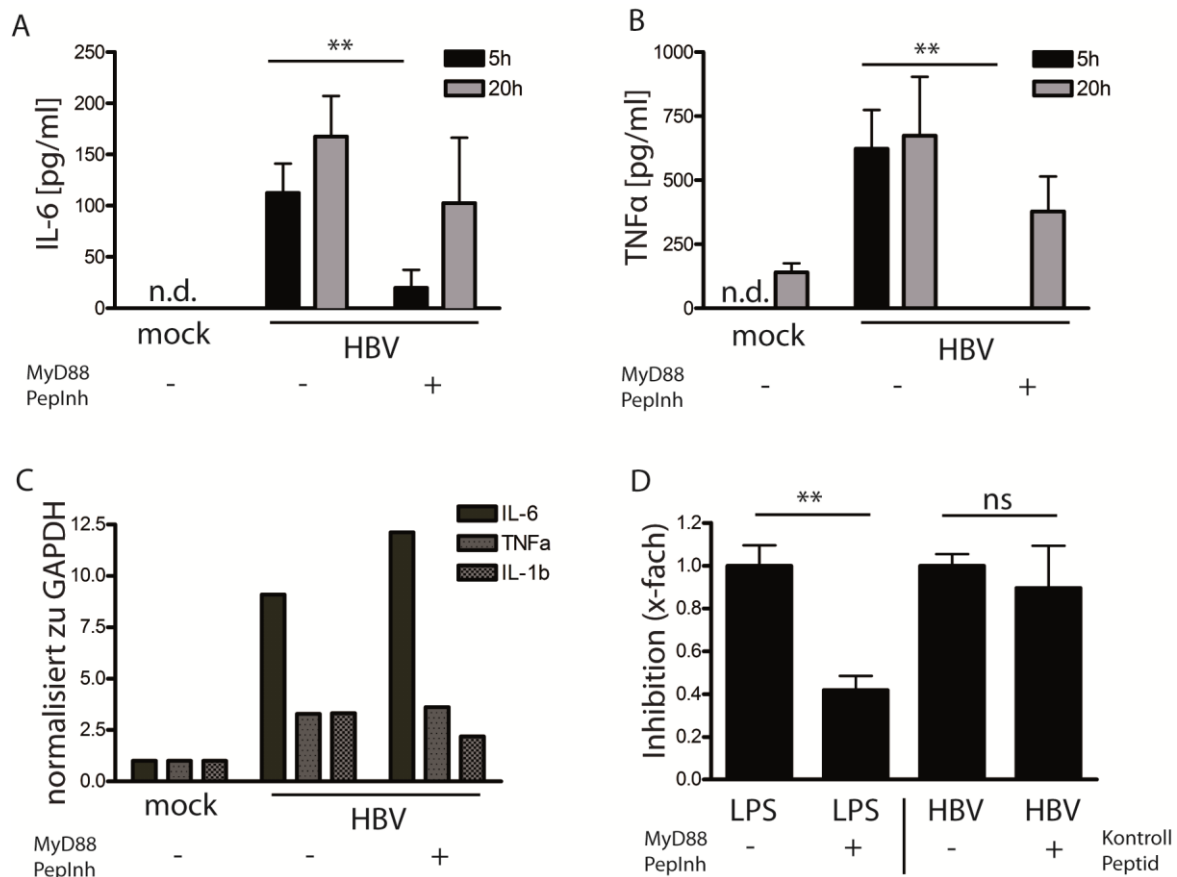 A
**
IL-6 [pg/ml]
250
200
150
100
50
0
5h
20h
n.d.
mock
HBV
MyD88
PepInh
- - +
B
**
TNFα [pg/ml]
1000
750
500
250
0
5h
20h
n.d.
mock
HBV
MyD88
PepInh
- - +
C
normalisiert zu GAPDH
12.5
10.0
7.5
5.0
2.5
0.0
IL-6
TNFa
IL-1b
mock
HBV
MyD88
PepInh
- - +
D
** ns
Inhibition (x-fach)
1.2
1.0
0.8
0.6
0.4
0.2
0.0
LPS LPS HBV HBV
MyD88
PepInh
- + - +
Kontroll
Peptid